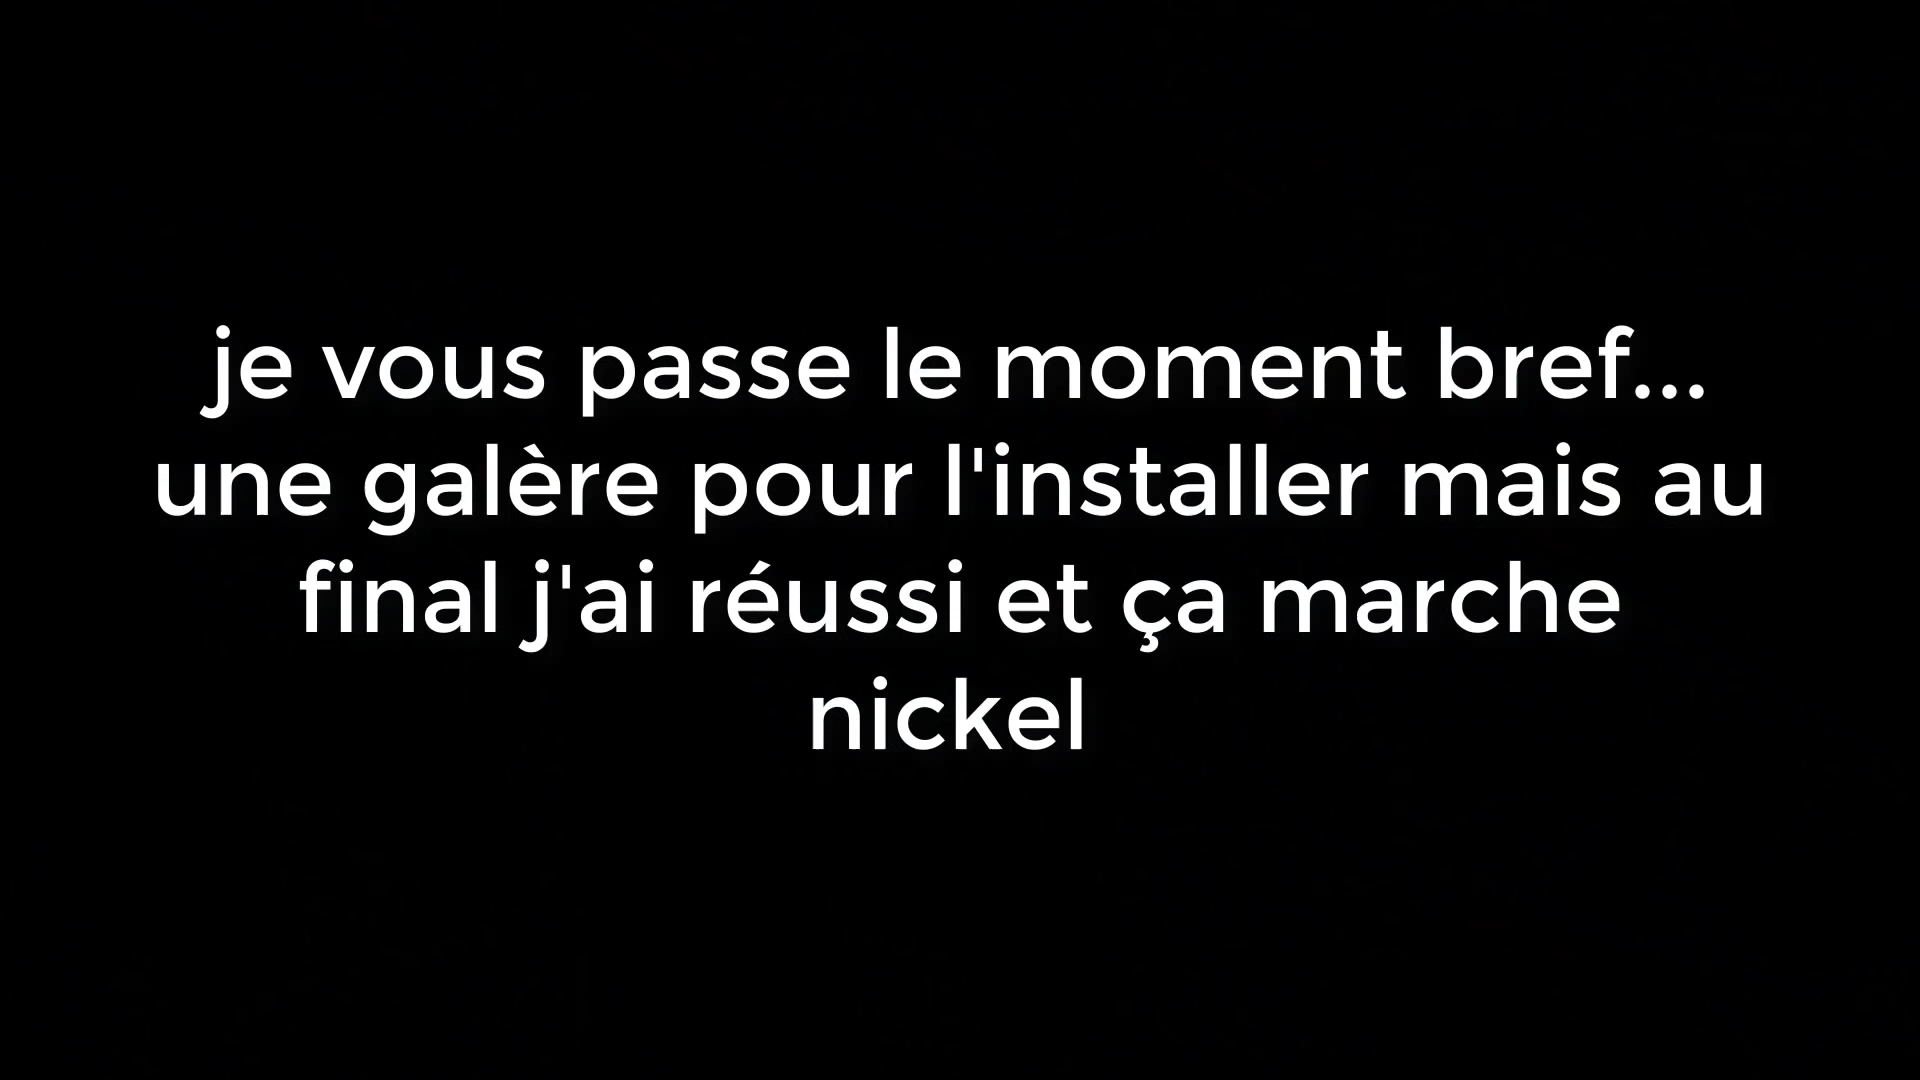 je vous passe le moment bref...
une galère pour l'installer mais au
final j'ai réussi et ça marche
nickel